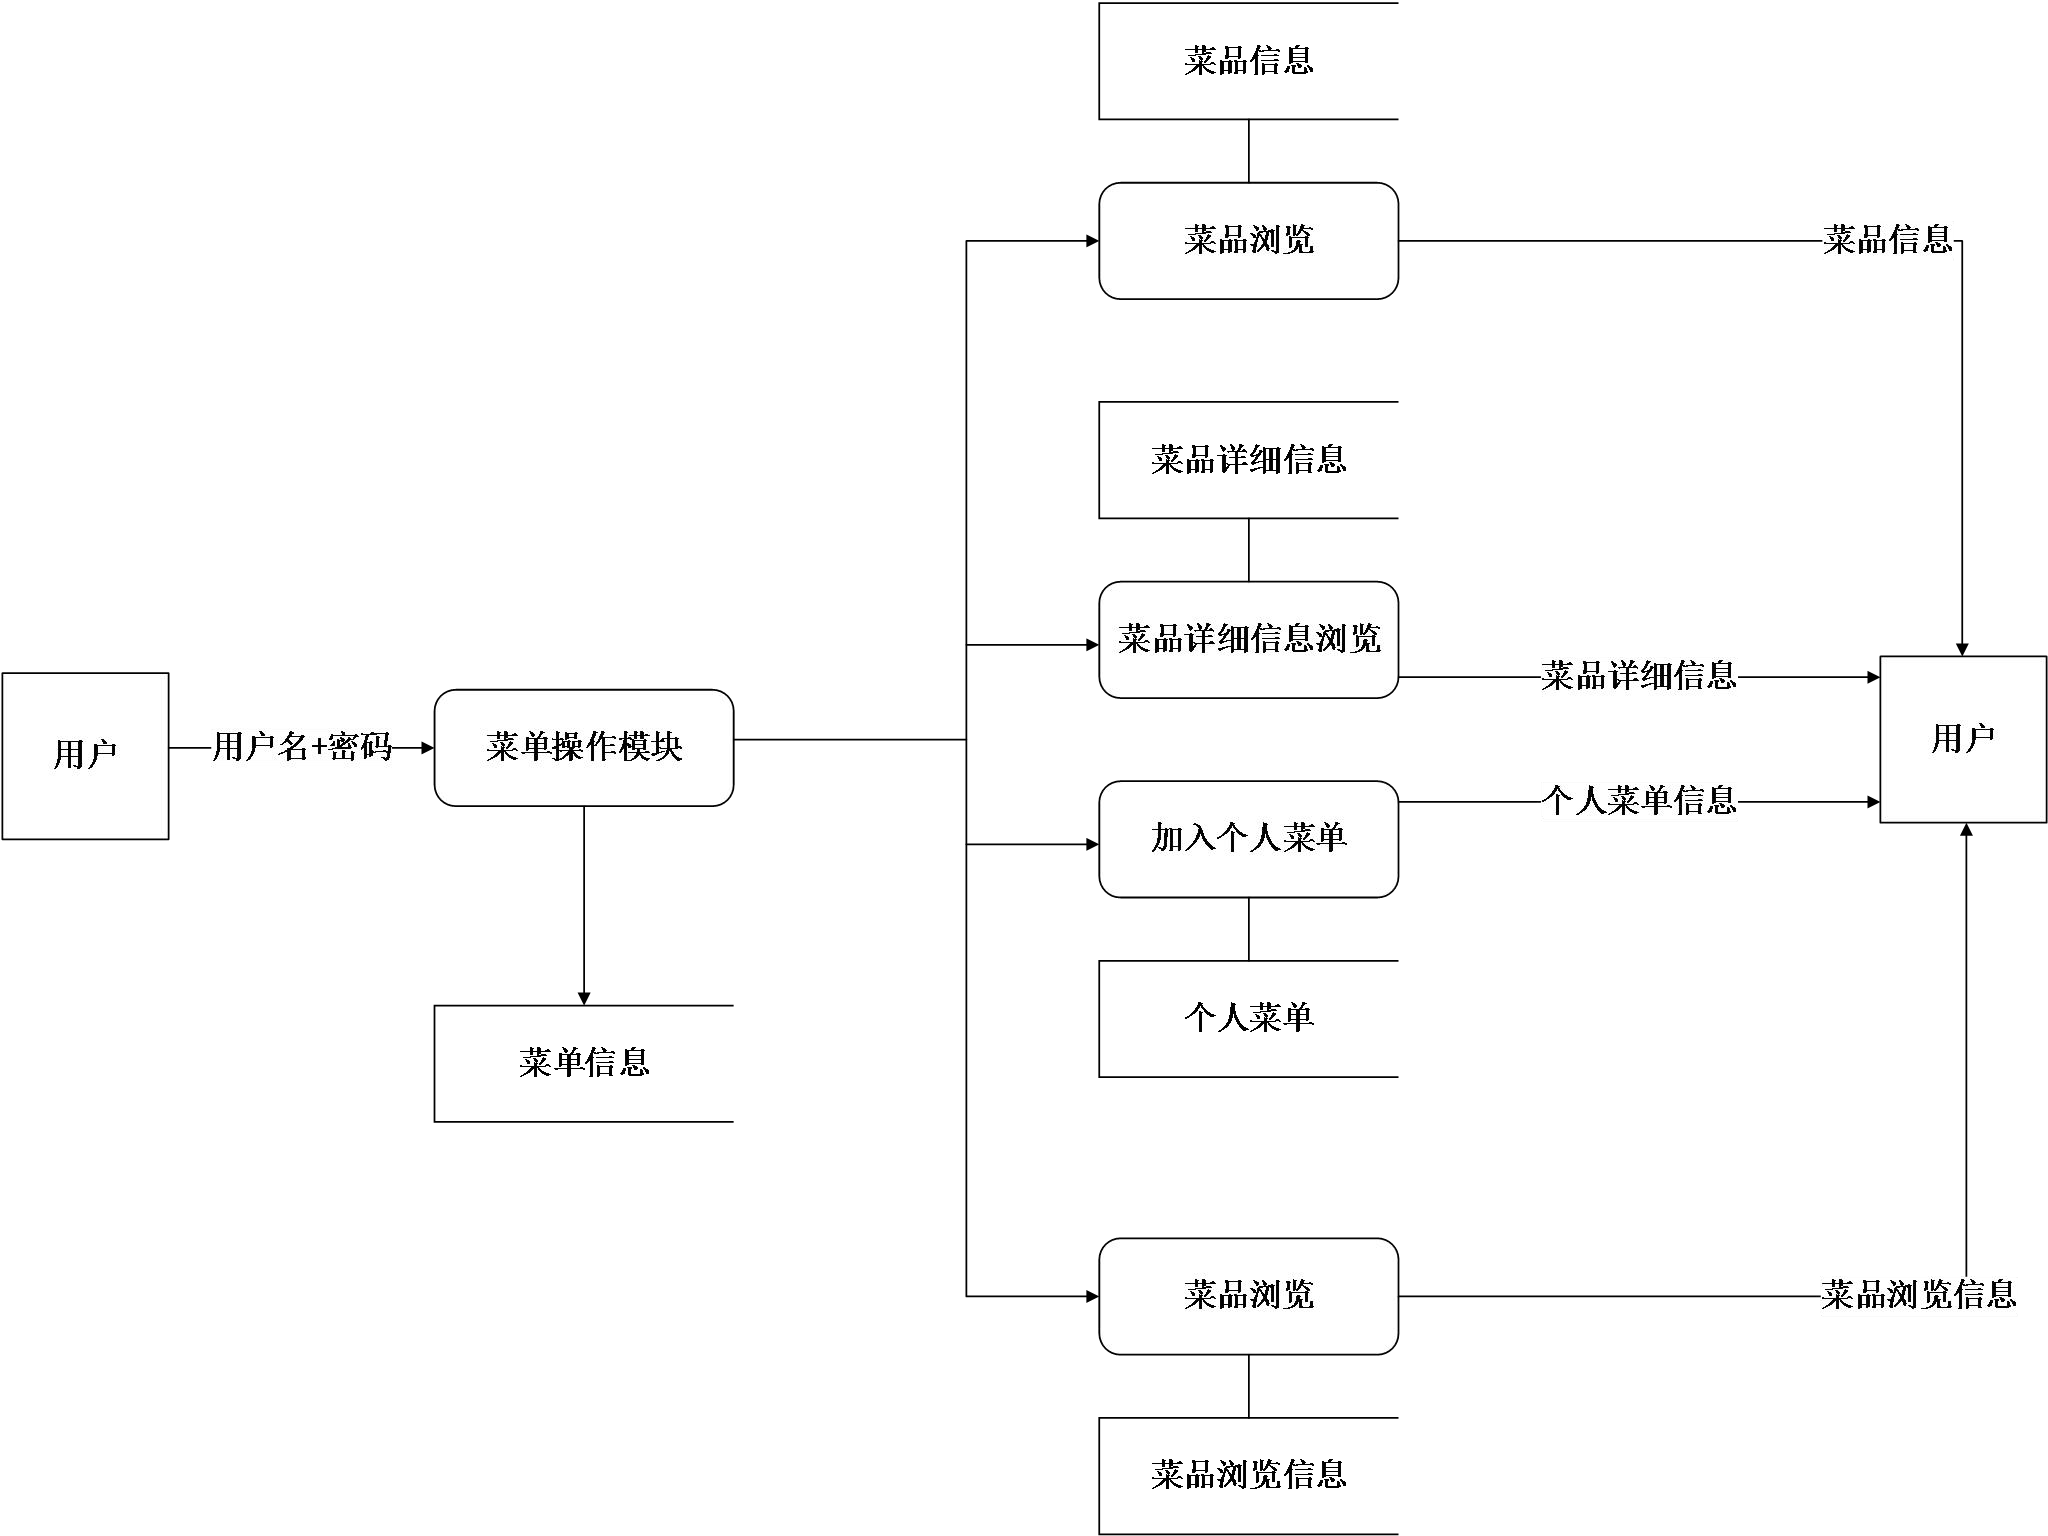 菜品信息
菜品浏览
菜品信息
菜品详细信息
菜品详细信息浏览
菜品详细信息
用户
用户名+密码
菜单操作模块
用户
个人菜单信息
加入个人菜单
个人菜单
菜单信息
菜品浏览
菜品浏览信息
菜品浏览信息